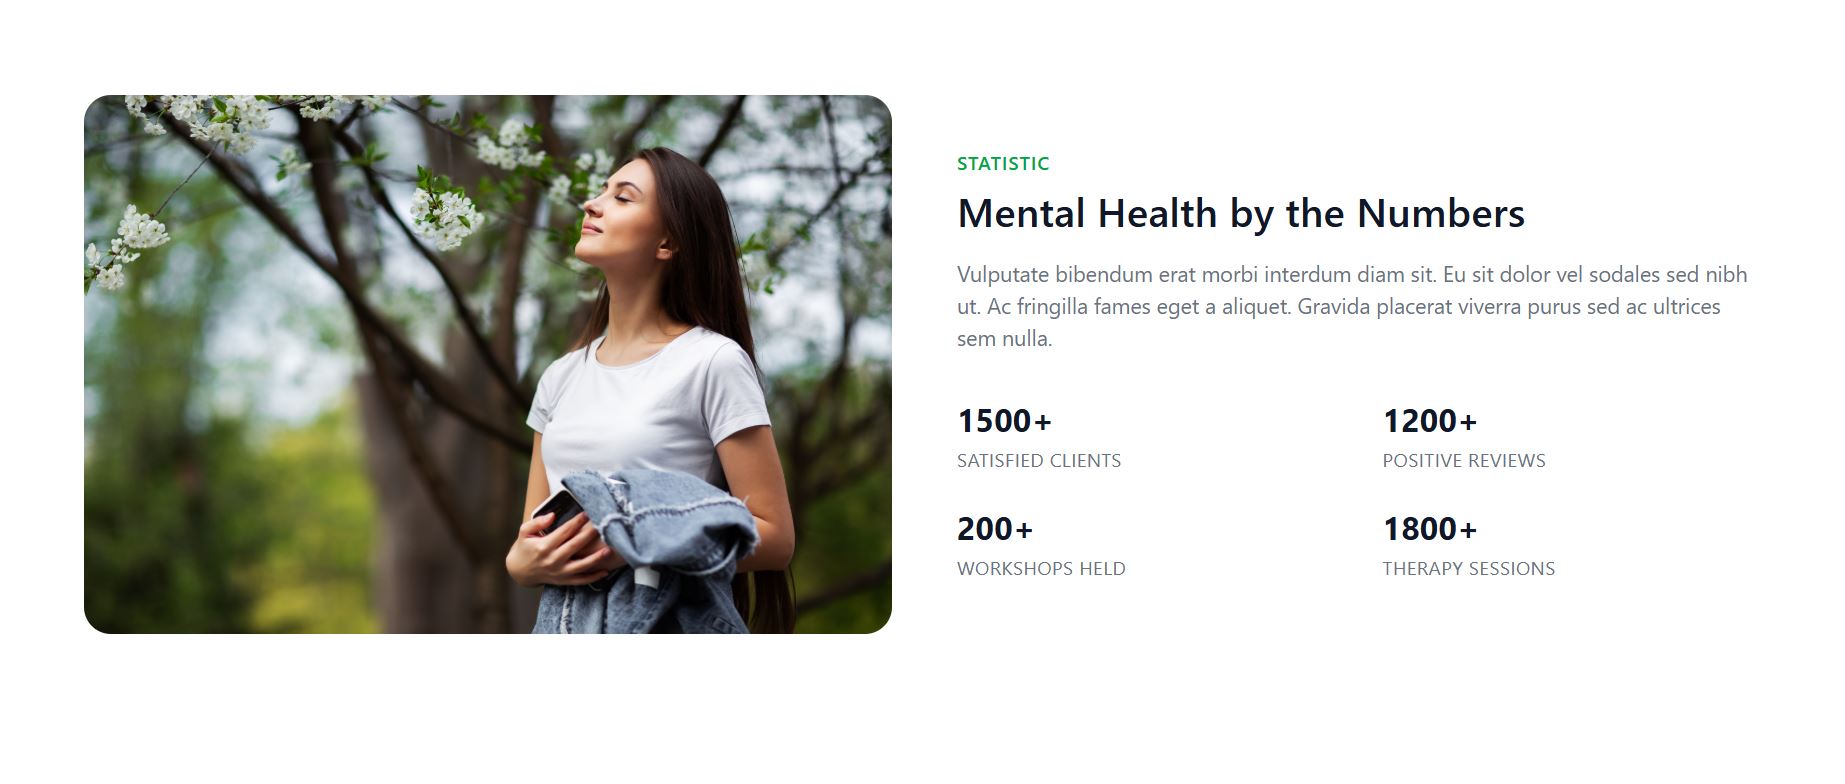 STATISTIC
Mental Health by the Numbers
Vulputate bibendum erat morbi interdum diam sit. Eu sit dolor vel sodales sed nibh
ut. Ac fringilla fames eget a aliquet. Gravida placerat viverra purus sed ac ultrices
sem nulla.
1500+
SATISFIED CLIENTS
1200+
POSITIVE REVIEWS
200+
WORKSHOPS HELD
1800+
THERAPY SESSIONS